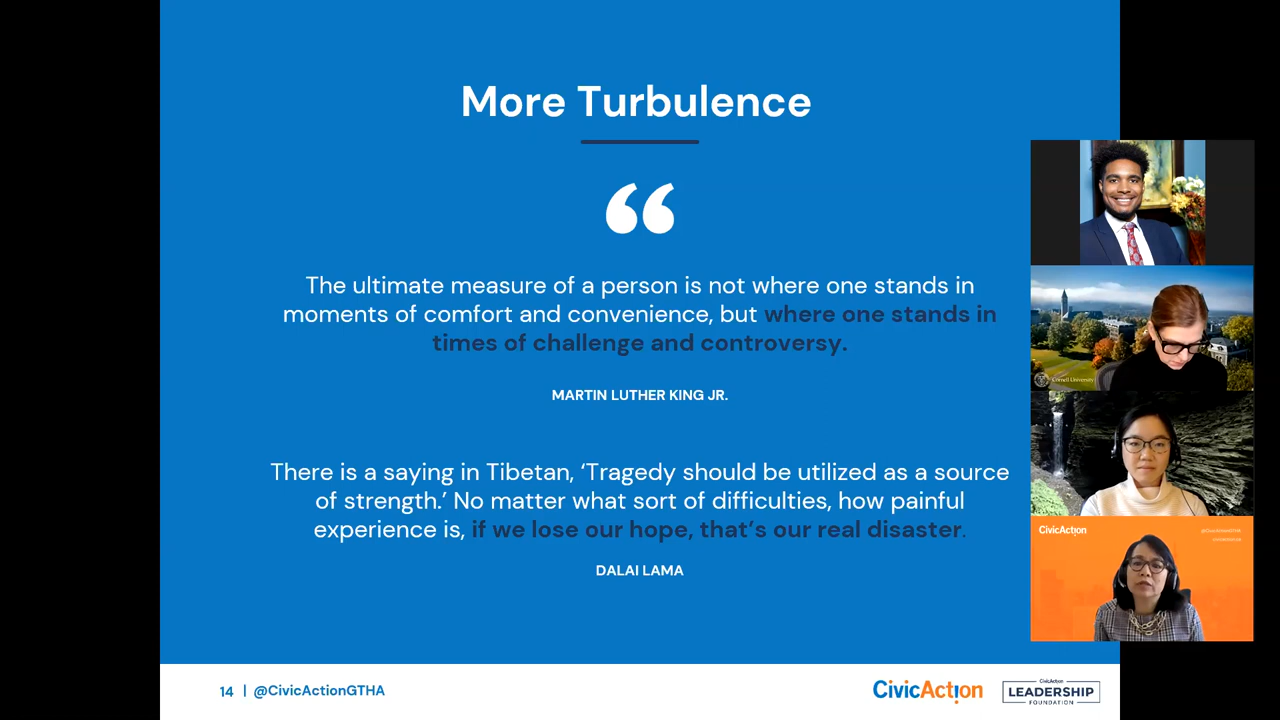 More Turbulence
“
The ultimate measure of a person is not where one stands in
moments of comfort and convenience, but where one stands in
times of challenge and controversy.
MARTIN LUTHER KING JR.
There is a saying in Tibetan, ‘Tragedy should be utilized as a source
of strength.’ No matter what sort of difficulties, how painful
experience is, if we lose our hope, that’s our real disaster.
DALAI LAMA
14 | @CivicActionGTHA
CivicAction
CivicAction
LEADERSHIP
FOUNDATION
Cornell University
CivicAction